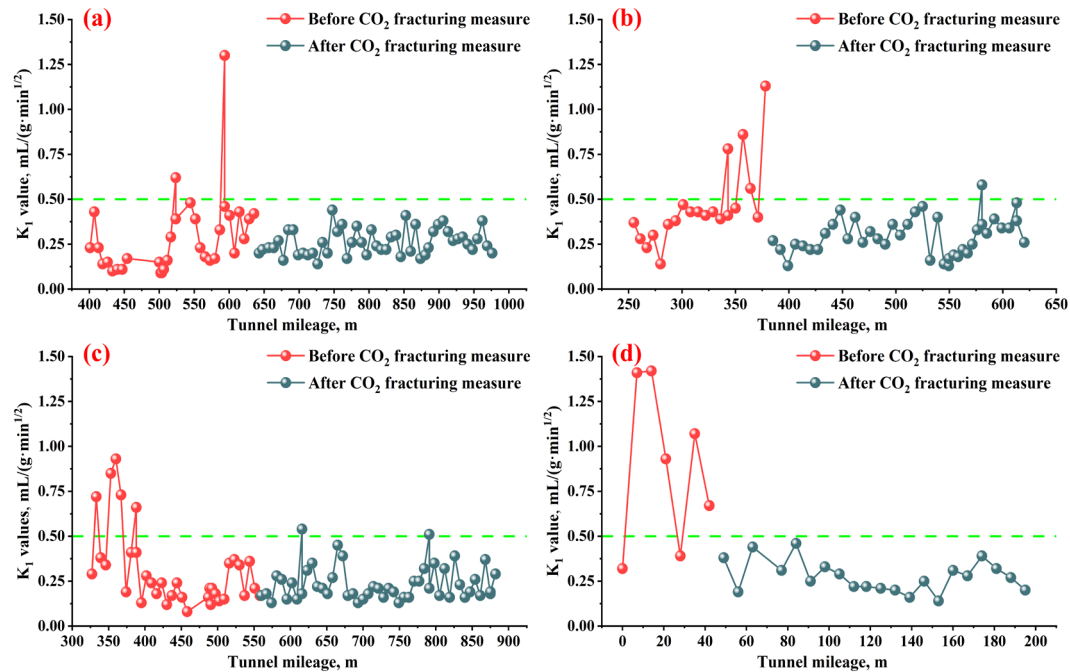 (a)
Before CO₂ fracturing measure
After CO₂ fracturing measure
K₁ value, mL/(g·min¹ᐟ²)
1.50
1.25
1.00
0.75
0.50
0.25
0.00
400 450 500 550 600 650 700 750 800 850 900 950 1000
Tunnel mileage, m
(b)
Before CO₂ fracturing measure
After CO₂ fracturing measure
K₁ value, mL/(g·min¹ᐟ²)
1.50
1.25
1.00
0.75
0.50
0.25
0.00
200 250 300 350 400 450 500 550 600 650
Tunnel mileage, m
(c)
Before CO₂ fracturing measure
After CO₂ fracturing measure
K₁ values, mL/(g·min¹ᐟ²)
1.50
1.25
1.00
0.75
0.50
0.25
0.00
300 350 400 450 500 550 600 650 700 750 800 850 900
Tunnel mileage, m
(d)
Before CO₂ fracturing measure
After CO₂ fracturing measure
K₁ value, mL/(g·min¹ᐟ²)
1.50
1.25
1.00
0.75
0.50
0.25
0.00
0 20 40 60 80 100 120 140 160 180 200
Tunnel mileage, m